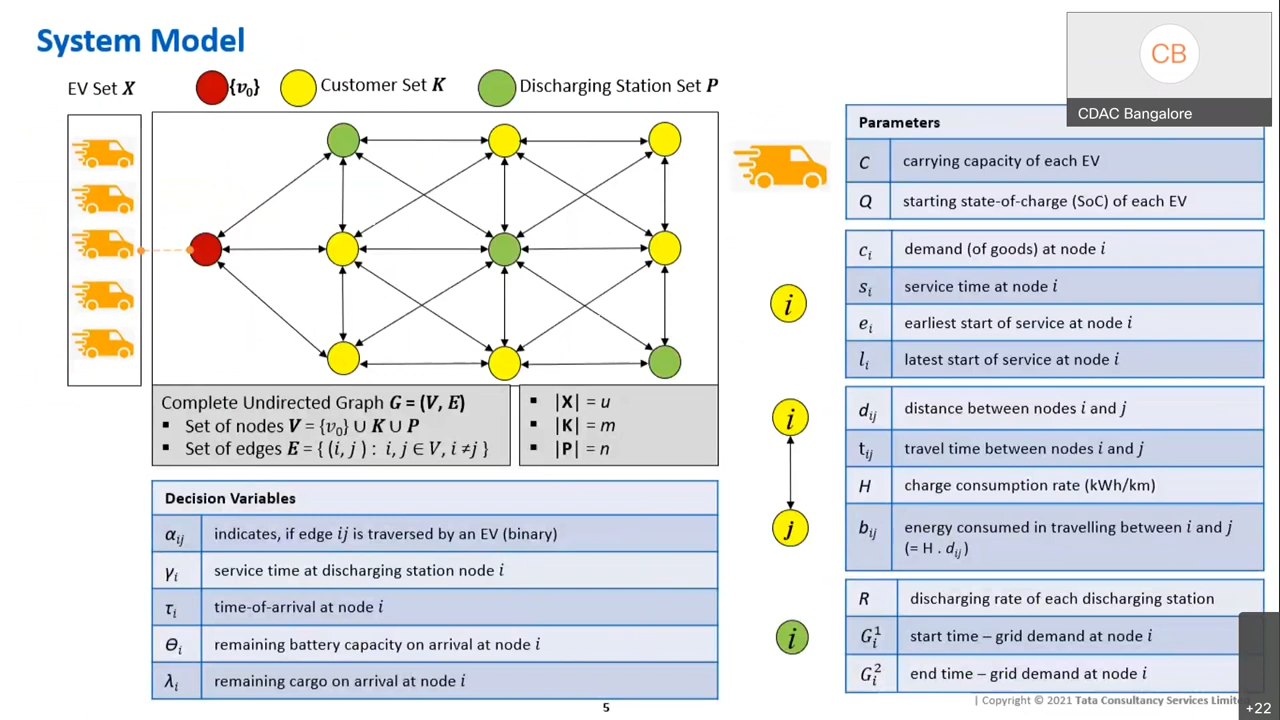 System Model
EV Set X
{v₀}
Customer Set K
Discharging Station Set P
CB
CDAC Bangalore
Complete Undirected Graph G = (V, E)
▪ Set of nodes V = {v₀} ∪ K ∪ P
▪ Set of edges E = { (i, j) : i, j ∈ V, i ≠ j }
▪ |X| = u
▪ |K| = m
▪ |P| = n
Decision Variables
αᵢⱼ indicates, if edge ij is traversed by an EV (binary)
γᵢ service time at discharging station node i
τᵢ time-of-arrival at node i
Θᵢ remaining battery capacity on arrival at node i
λᵢ remaining cargo on arrival at node i
Parameters
C carrying capacity of each EV
Q starting state-of-charge (SoC) of each EV
i
cᵢ demand (of goods) at node i
sᵢ service time at node i
eᵢ earliest start of service at node i
lᵢ latest start of service at node i
i
j
dᵢⱼ distance between nodes i and j
tᵢⱼ travel time between nodes i and j
H charge consumption rate (kWh/km)
bᵢⱼ energy consumed in travelling between i and j
(= H . dᵢⱼ)
i
R discharging rate of each discharging station
Gᵢ¹ start time – grid demand at node i
Gᵢ² end time – grid demand at node i
| Copyright © 2021 Tata Consultancy Services
5
+22